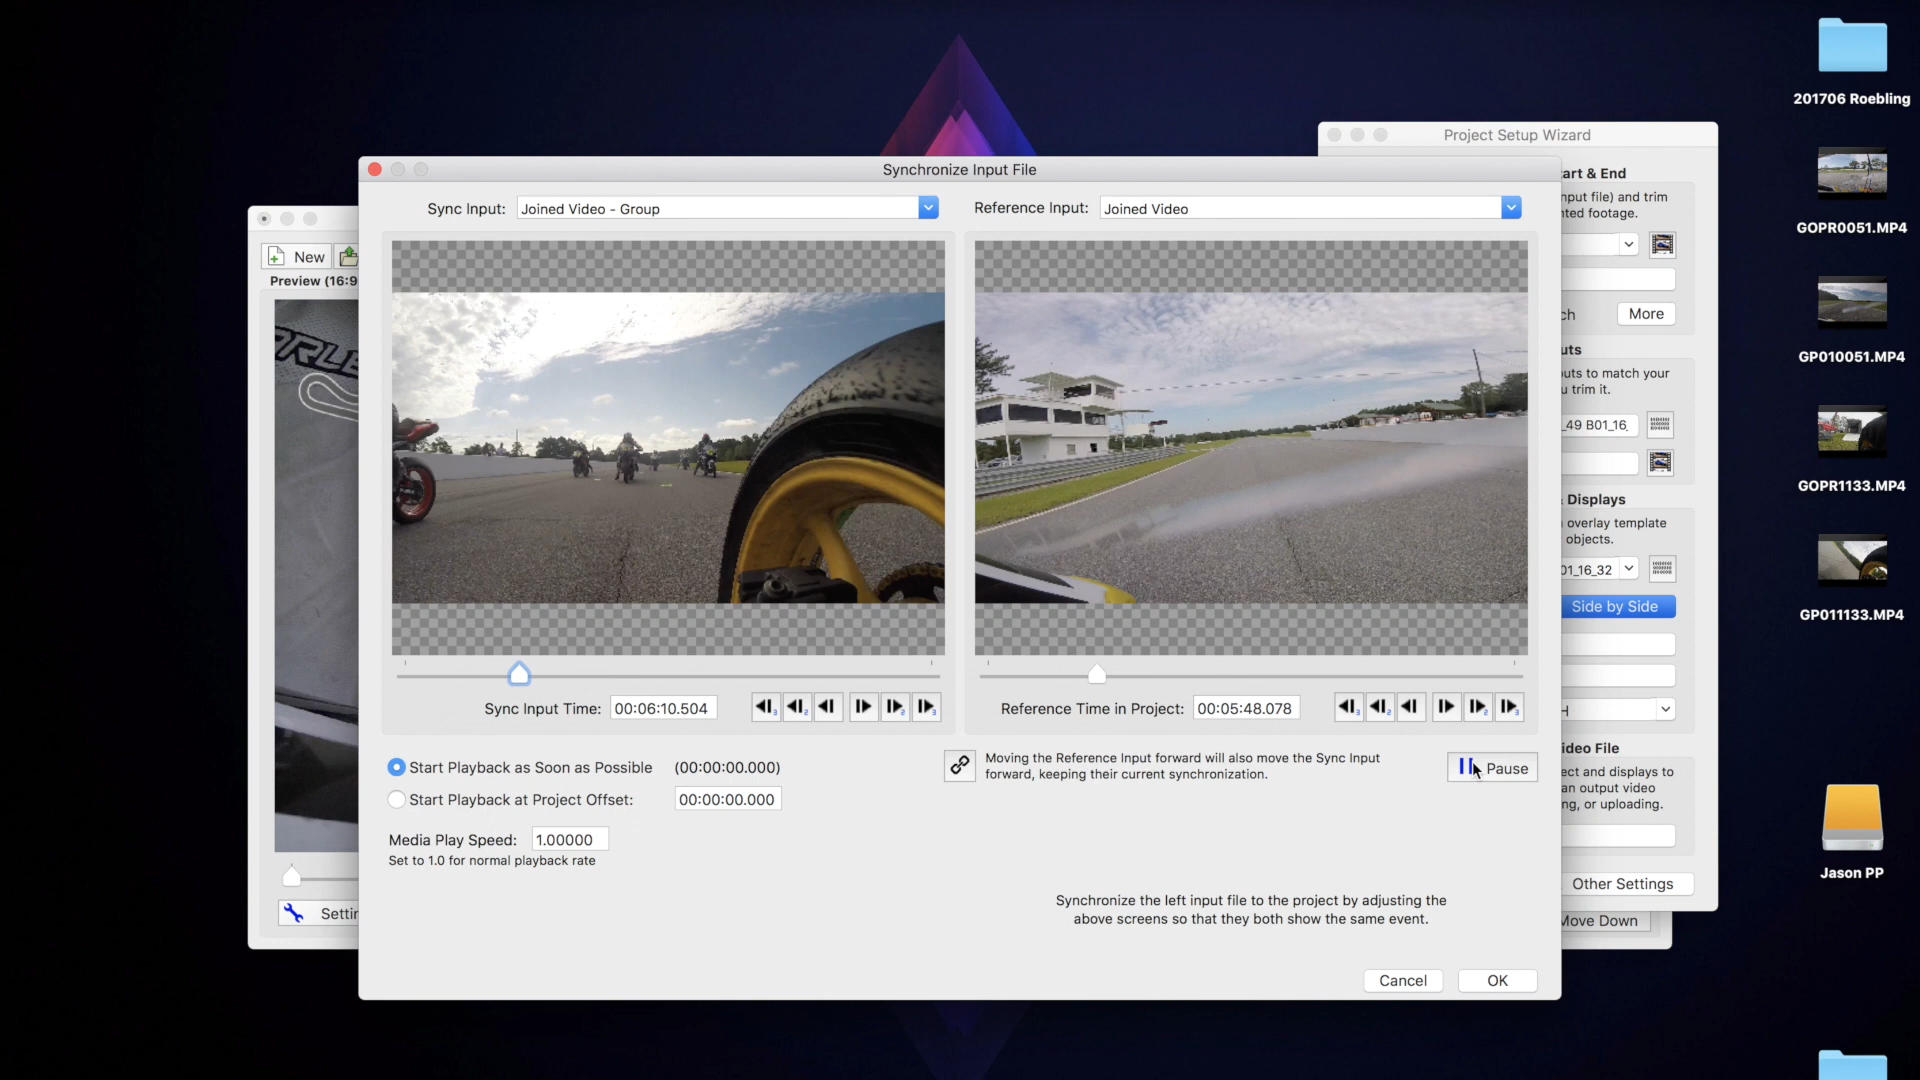 201706 Roebling
Project Setup Wizard
Synchronize Input File
art & End
nput file) and trim
nted footage.
Sync Input:
Joined Video - Group
Reference Input:
Joined Video
GOPR0051.MP4
New
Preview (16:9
ch
More
uts
GP010051.MP4
outs to match your
u trim it.
_49 B01_16_
GOPR1133.MP4
Displays
overlay template
objects.
01_16_32
Side by Side
GP011133.MP4
Sync Input Time:
00:06:10.504
Reference Time in Project:
00:05:48.078
Start Playback as Soon as Possible
(00:00:00.000)
Moving the Reference Input forward will also move the Sync Input
forward, keeping their current synchronization.
Pause
ideo File
ect and displays to
an output video
ng, or uploading.
Start Playback at Project Offset:
00:00:00.000
Media Play Speed:
1.00000
Set to 1.0 for normal playback rate
Jason PP
Other Settings
Settin
Synchronize the left input file to the project by adjusting the
above screens so that they both show the same event.
Move Down
Cancel
OK